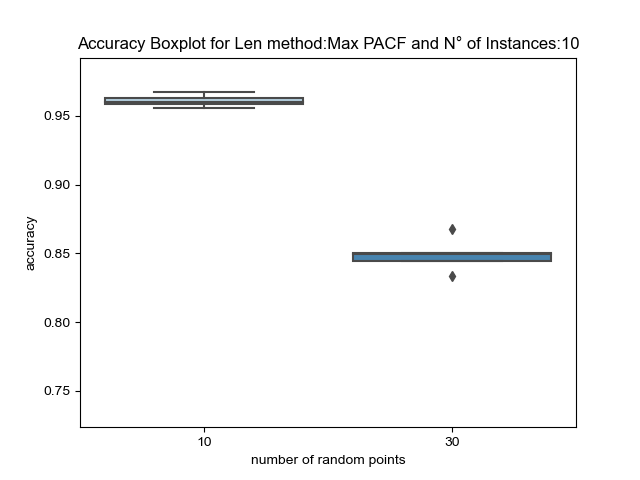 Accuracy Boxplot for Len method:Max PACF and N° of Instances:10
0.95
0.90
0.85
0.80
0.75
accuracy
10
30
number of random points